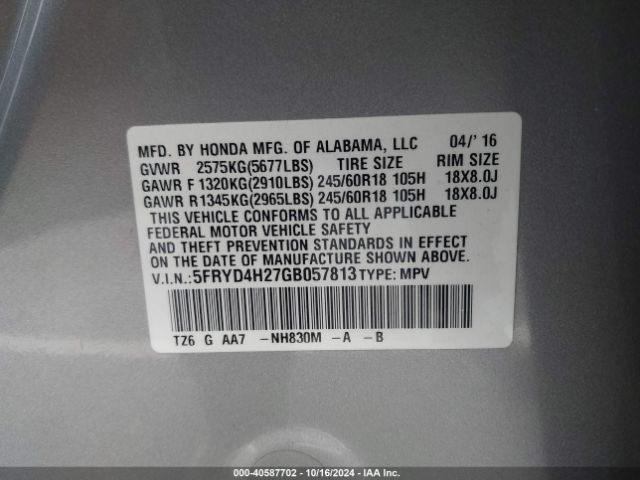 MFD. BY HONDA MFG. OF ALABAMA, LLC 04/' 16
GVWR 2575KG(5677LBS) TIRE SIZE RIM SIZE
GAWR F 1320KG(2910LBS) 245/60R18 105H 18X8.0J
GAWR R1345KG(2965LBS) 245/60R18 105H 18X8.0J
THIS VEHICLE CONFORMS TO ALL APPLICABLE
FEDERAL MOTOR VEHICLE SAFETY
AND THEFT PREVENTION STANDARDS IN EFFECT
ON THE DATE OF MANUFACTURE SHOWN ABOVE.
V.I.N.:5FRYD4H27GB057813 TYPE: MPV
TZ6 G AA7 -NH830M -A -B
000-40587702 - 10/16/2024 - IAA Inc.